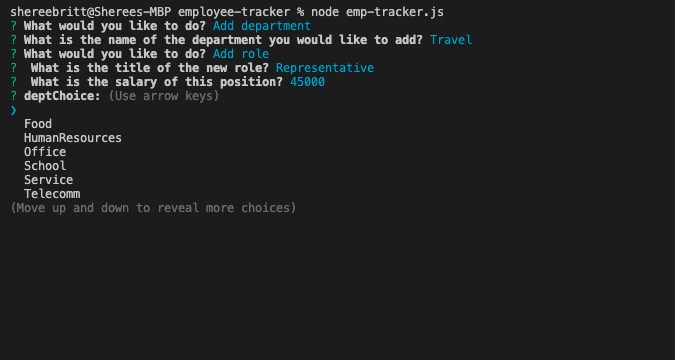 shereebritt@Sherees-MBP employee-tracker % node emp-tracker.js
? What would you like to do? Add department
? What is the name of the department you would like to add? Travel
? What would you like to do? Add role
?  What is the title of the new role? Representative
?  What is the salary of this position? 45000
? deptChoice: (Use arrow keys)
❯
  Food
  HumanResources
  Office
  School
  Service
  Telecomm
(Move up and down to reveal more choices)